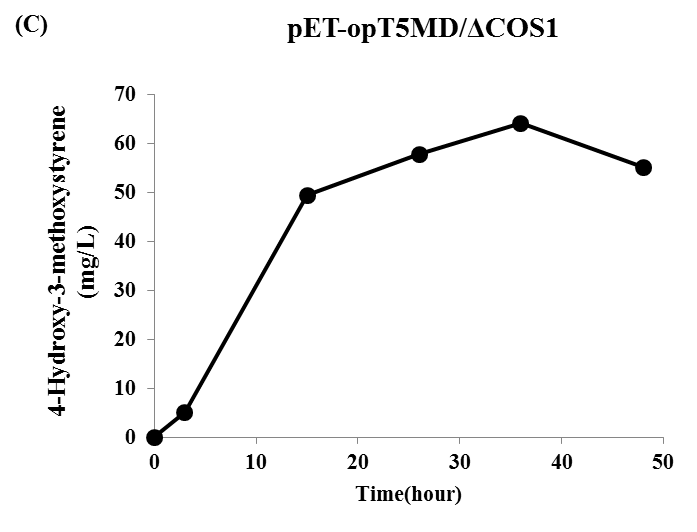 (C)
pET-opT5MD/ΔCOS1
4-Hydroxy-3-methoxystyrene
(mg/L)
70
60
50
40
30
20
10
0
0 10 20 30 40 50
Time(hour)